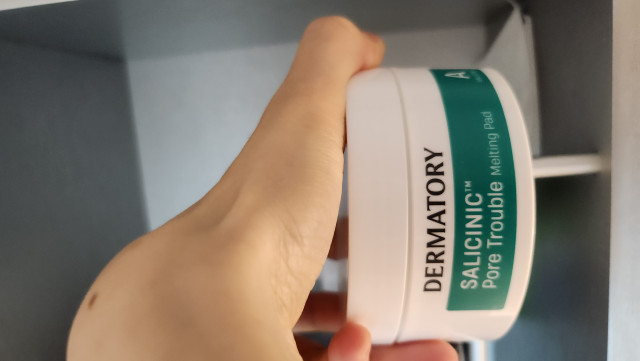 DERMATORY
SALICINIC™
Pore Trouble Melting Pad